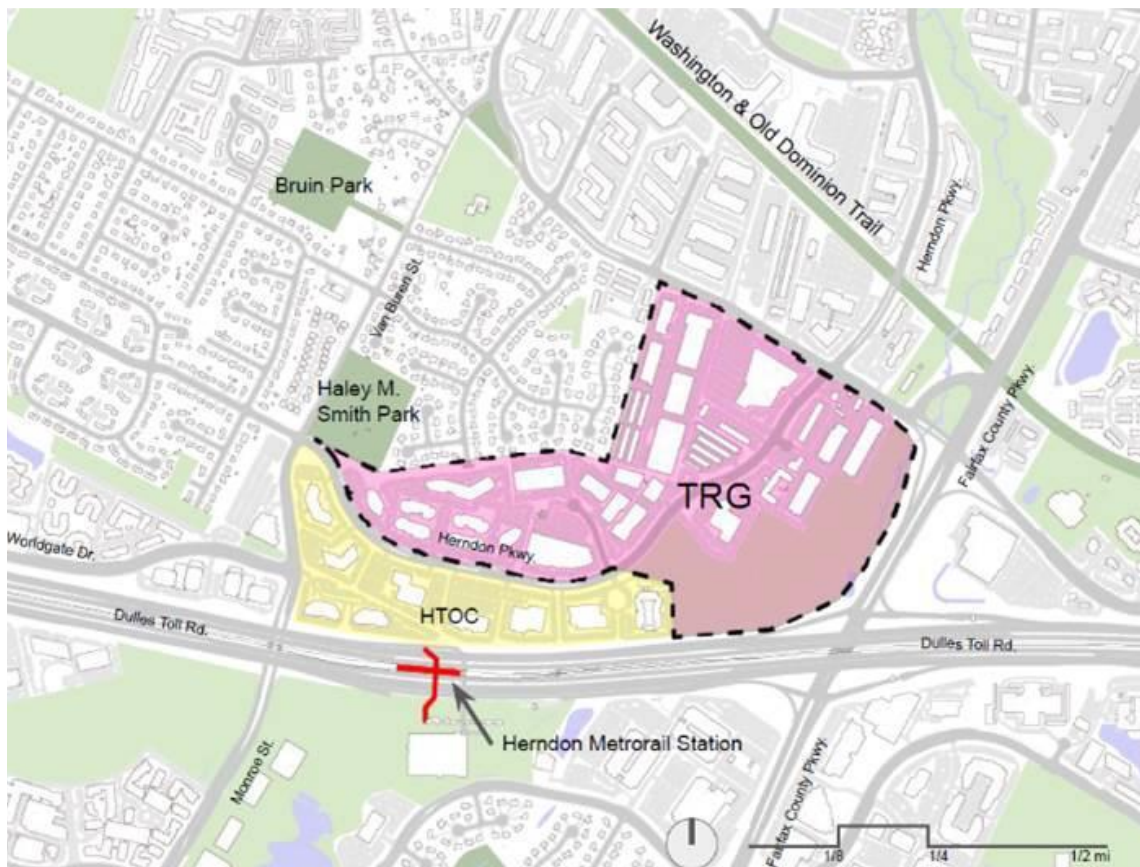 Washington & Old Dominion Trail
Bruin Park
Herndon Pkwy.
Van Buren St.
Haley M.
Smith Park
Fairfax County Pkwy.
TRG
Herndon Pkwy.
Worldgate Dr.
HTOC
Dulles Toll Rd.
Dulles Toll Rd.
Herndon Metrorail Station
Monroe St.
Fairfax County Pkwy.
1/8
1/4
1/2 mi